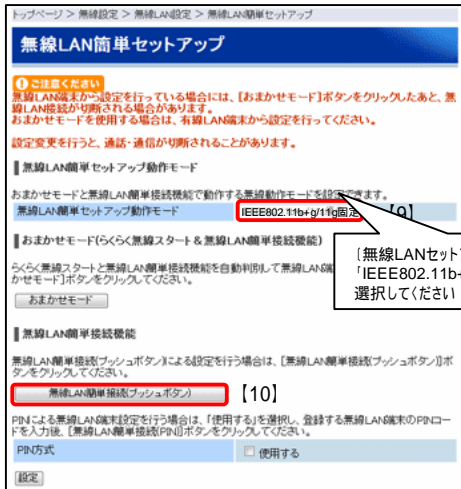 トップページ > 無線設定 > 無線LAN設定 > 無線LAN簡単セットアップ
無線LAN簡単セットアップ
ご注意ください
無線LAN端末から設定を行っている場合には、[おまかせモード]ボタンをクリックしたあと、無
線LAN接続が切断される場合があります。
おまかせモードを使用する場合は、有線LAN端末から設定を行ってください。
設定変更を行うと、通話・通信が切断されることがあります。
無線LAN簡単セットアップ動作モード
おまかせモードと無線LAN簡単接続機能で動作する無線動作モードを設定できます。
無線LAN簡単セットアップ動作モード
IEEE802.11b+g/11g固定
【9】
おまかせモード(らくらく無線スタート&無線LAN簡単接続機能)
[無線LANセット
「IEEE802.11b+
選択してください
らくらく無線スタートと無線LAN簡単接続機能を自動判別して無線LAN端
かせモード]ボタンをクリックしてください。
おまかせモード
無線LAN簡単接続機能
無線LAN簡単接続(プッシュボタン)による設定を行う場合は、[無線LAN簡単接続(プッシュボタン)]ボ
タンをクリックしてください。
無線LAN簡単接続(プッシュボタン)
【10】
PINによる無線LAN端末設定を行う場合は、「使用する」を選択し、登録する無線LAN端末のPINコー
ドを入力後、[無線LAN簡単接続(PIN)]ボタンをクリックしてください。
PIN方式
使用する
設定